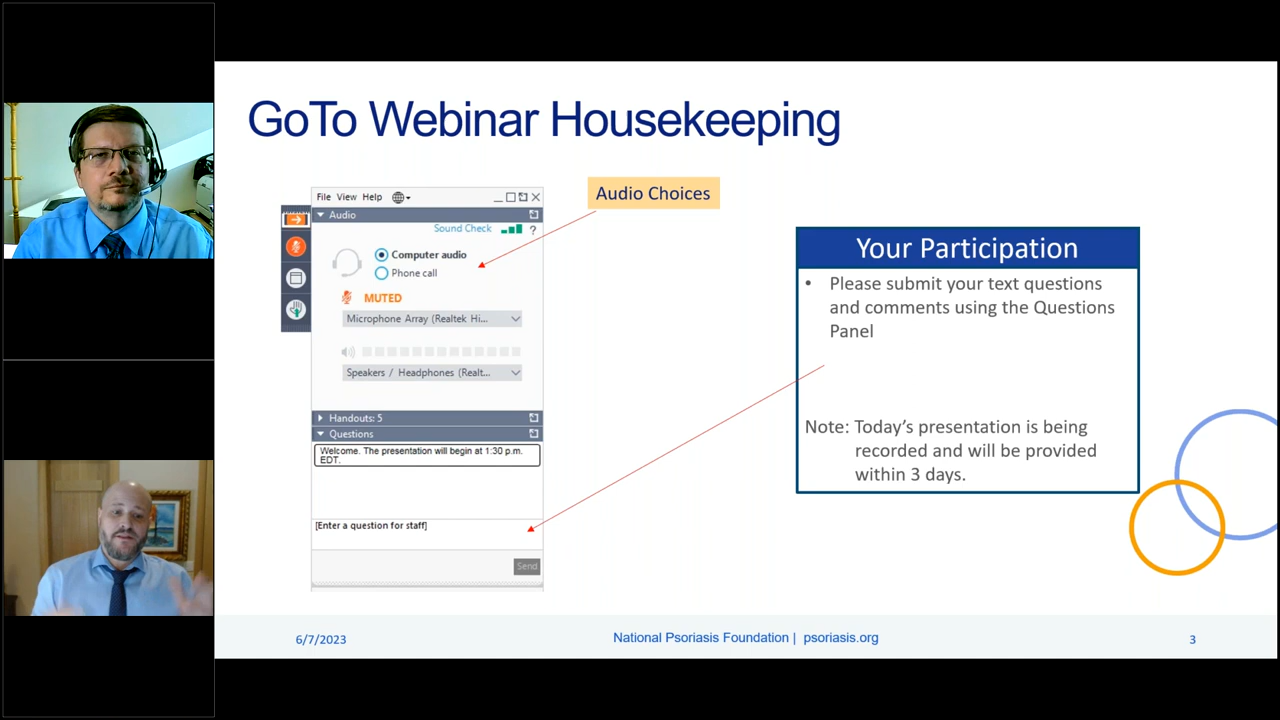 GoTo Webinar Housekeeping
Audio Choices
File View Help
Audio
Sound Check
?
Computer audio
Phone call
MUTED
Microphone Array (Realtek Hi...
Speakers / Headphones (Realt...
Handouts: 5
Questions
Welcome. The presentation will begin at 1:30 p.m.
EDT.
[Enter a question for staff]
Send
Your Participation
• Please submit your text questions
and comments using the Questions
Panel
Note: Today’s presentation is being
recorded and will be provided
within 3 days.
6/7/2023
National Psoriasis Foundation | psoriasis.org
3